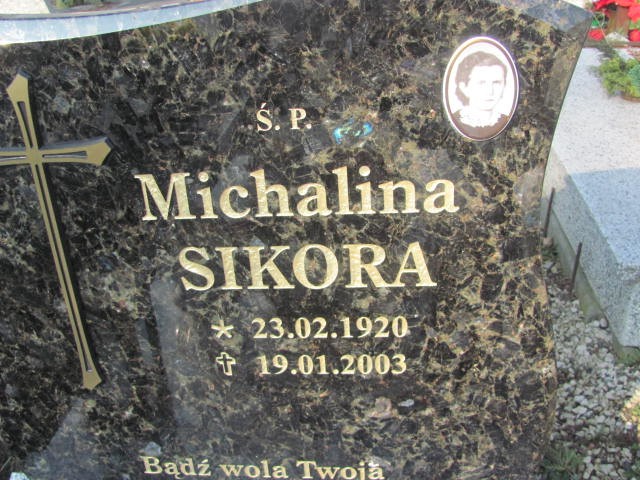 Ś. P.
Michalina
SIKORA
* 23.02.1920
✝ 19.01.2003
Bądź wola Twoja